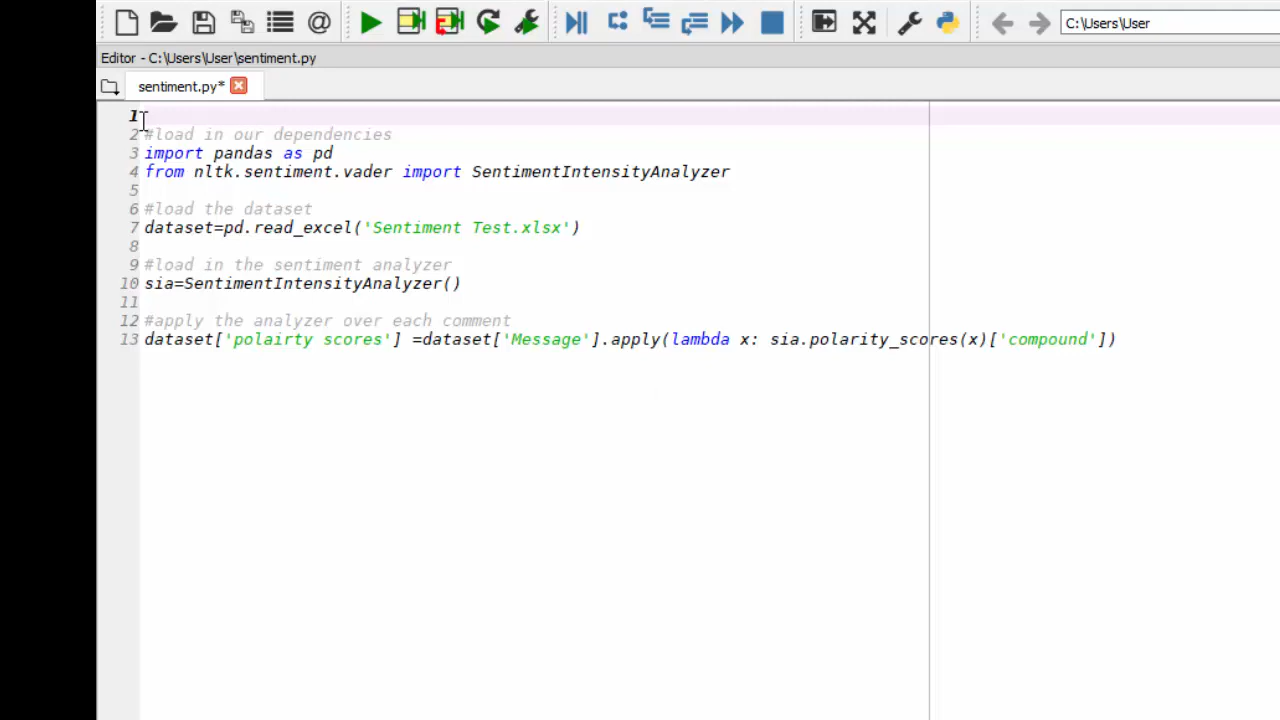 C:\Users\User
Editor - C:\Users\User\sentiment.py
sentiment.py*
1
2 #load in our dependencies
3 import pandas as pd
4 from nltk.sentiment.vader import SentimentIntensityAnalyzer
5
6 #load the dataset
7 dataset=pd.read_excel('Sentiment Test.xlsx')
8
9 #load in the sentiment analyzer
10 sia=SentimentIntensityAnalyzer()
11
12 #apply the analyzer over each comment
13 dataset['polairty scores'] =dataset['Message'].apply(lambda x: sia.polarity_scores(x)['compound'])